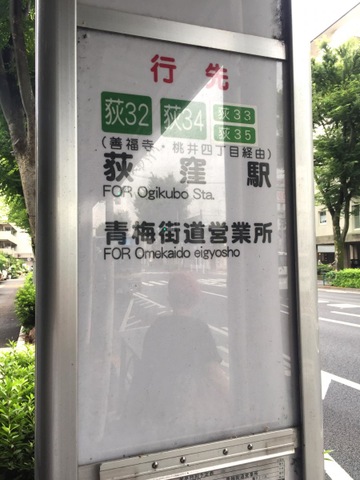 行先
荻32 荻34 荻33
荻35
(善福寺・桃井四丁目経由)
荻窪駅
FOR Ogikubo Sta.
青梅街道営業所
FOR Omekaido eigyosho